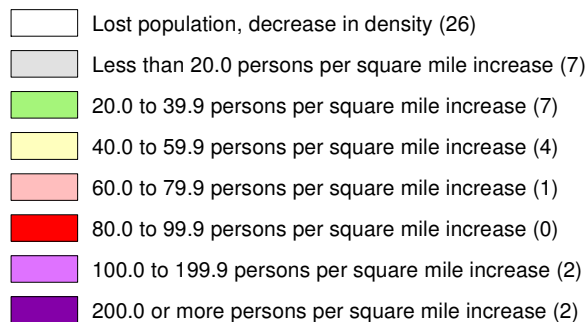 Lost population, decrease in density (26)
Less than 20.0 persons per square mile increase (7)
20.0 to 39.9 persons per square mile increase (7)
40.0 to 59.9 persons per square mile increase (4)
60.0 to 79.9 persons per square mile increase (1)
80.0 to 99.9 persons per square mile increase (0)
100.0 to 199.9 persons per square mile increase (2)
200.0 or more persons per square mile increase (2)